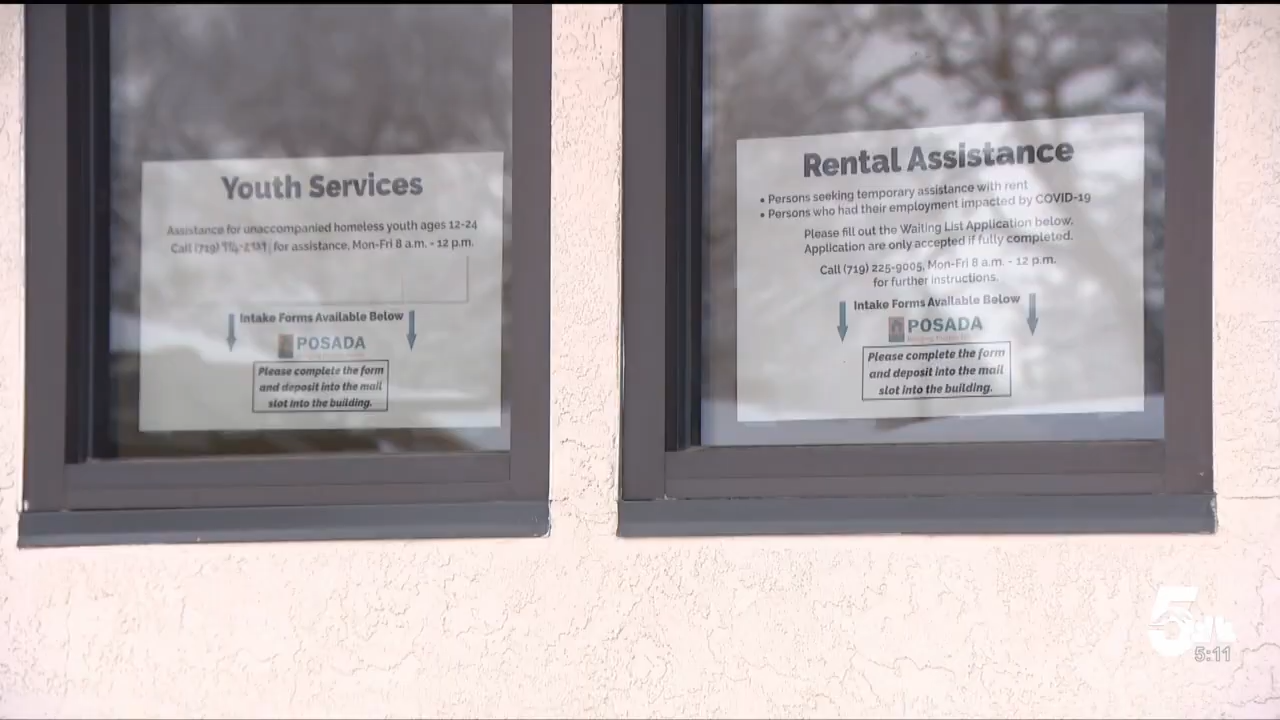 Youth Services
Assistance for unaccompanied homeless youth ages 12-24
Call (719) for assistance, Mon-Fri 8 a.m. - 12 p.m.
Intake Forms Available Below
POSADA
Please complete the form
and deposit into the mail
slot into the building.
Rental Assistance
• Persons seeking temporary assistance with rent
• Persons who had their employment impacted by COVID-19
Please fill out the Waiting List Application below.
Application are only accepted if fully completed.
Call (719) 225-9005, Mon-Fri 8 a.m. - 12 p.m.
for further instructions.
Intake Forms Available Below
POSADA
Please complete the form
and deposit into the mail
slot into the building.
5
5:11